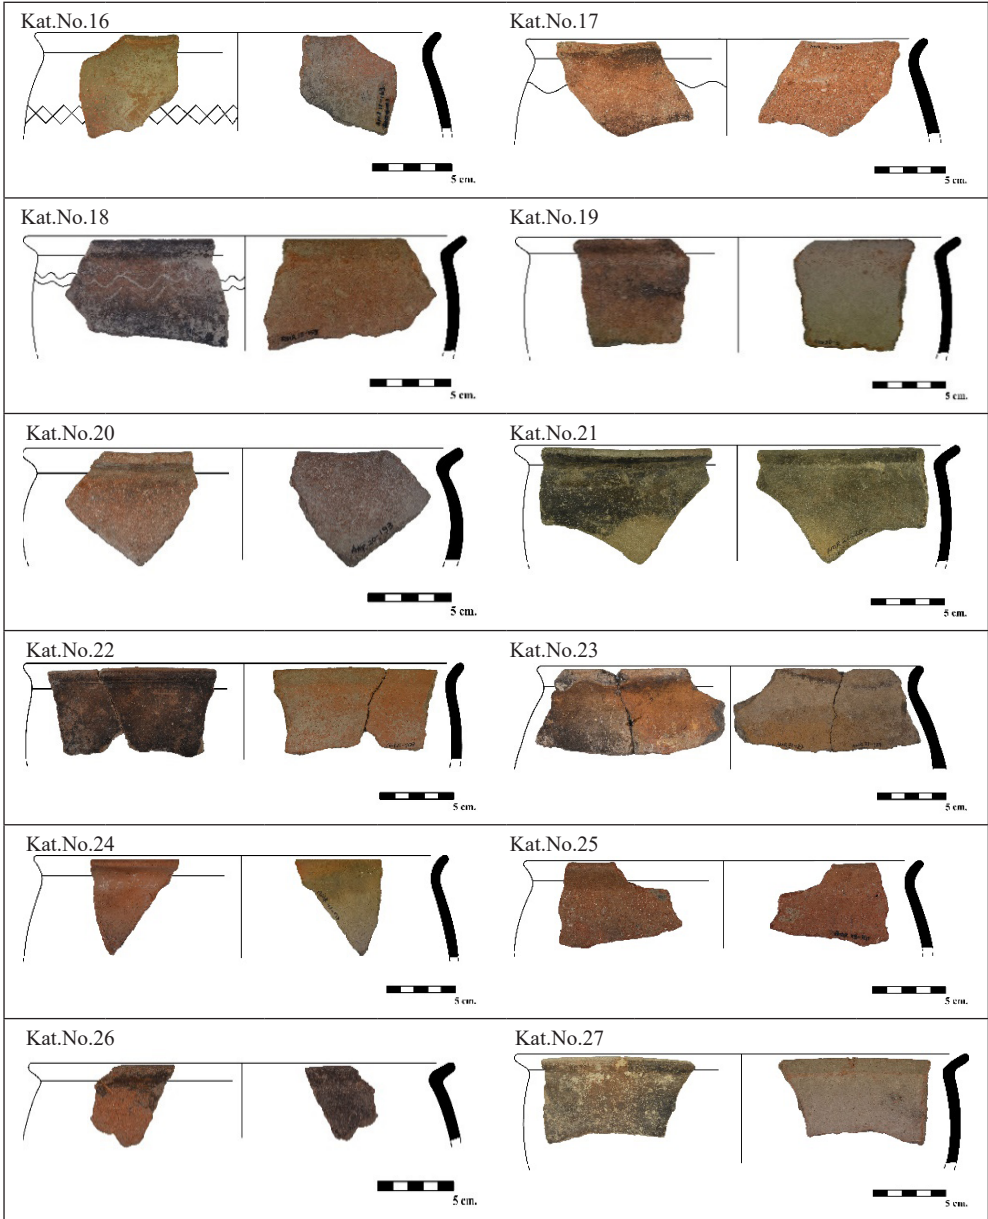 Kat.No.16
5 cm.
Kat.No.17
5 cm.
Kat.No.18
5 cm.
Kat.No.19
5 cm.
Kat.No.20
5 cm.
Kat.No.21
5 cm.
Kat.No.22
5 cm.
Kat.No.23
5 cm.
Kat.No.24
5 cm.
Kat.No.25
5 cm.
Kat.No.26
5 cm.
Kat.No.27
5 cm.